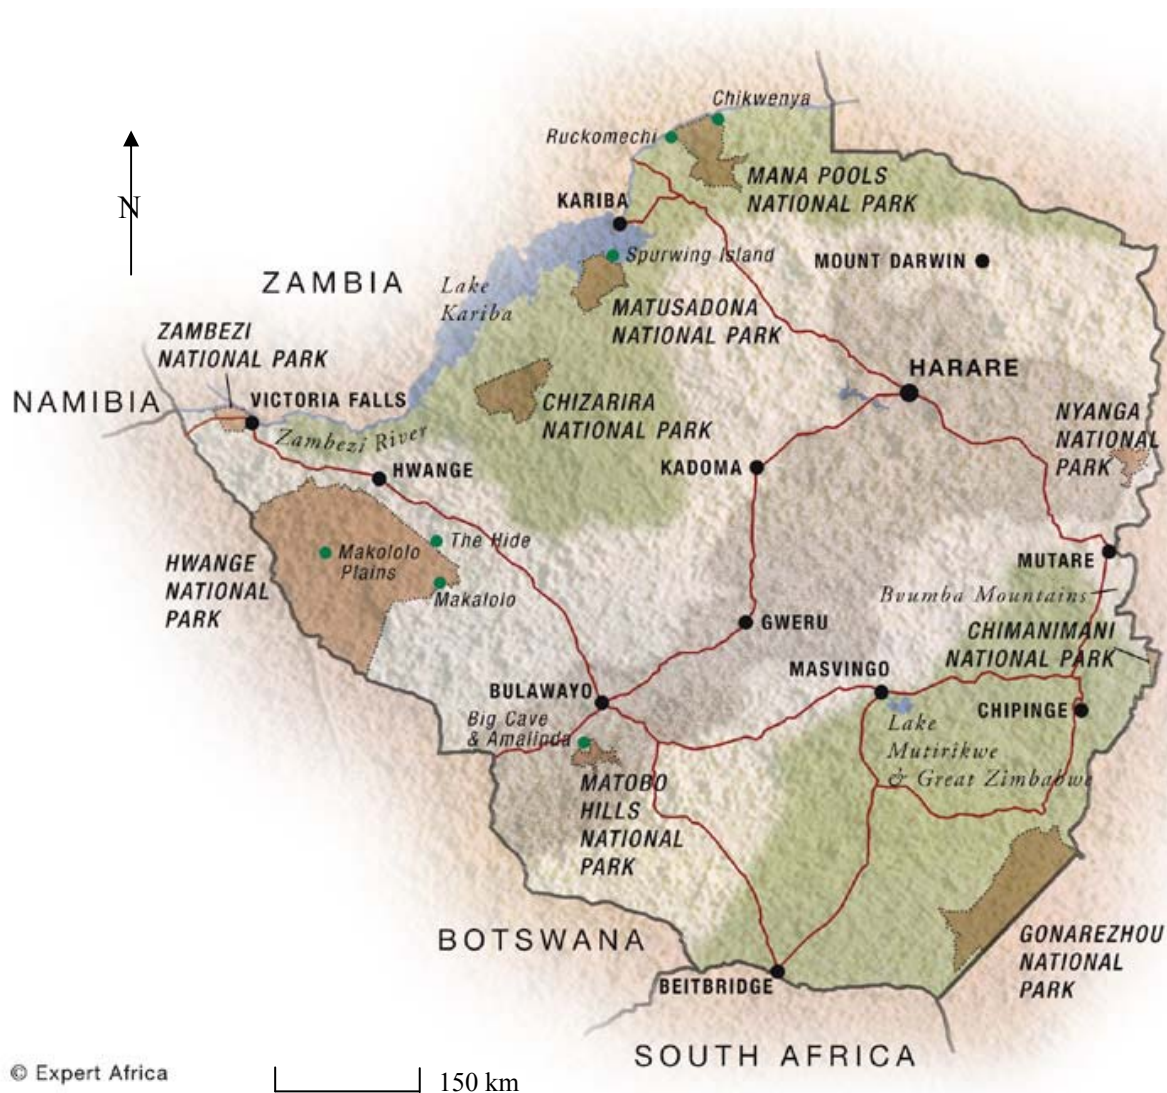 Chikwenya
Ruckomechi
N
MANA POOLS
NATIONAL PARK
KARIBA
Spurwing Island
MOUNT DARWIN
ZAMBIA
Lake
Kariba
MATUSADONA
NATIONAL PARK
ZAMBEZI
NATIONAL PARK
HARARE
NAMIBIA
VICTORIA FALLS
CHIZARIRA
NATIONAL PARK
NYANGA
NATIONAL
PARK
Zambezi River
HWANGE
KADOMA
The Hide
Makololo
Plains
HWANGE
NATIONAL
PARK
Makalolo
MUTARE
Bvumba Mountains
GWERU
CHIMANIMANI
NATIONAL PARK
MASVINGO
BULAWAYO
Big Cave
& Amalinda
CHIPINGE
Lake
Mutirikwe
& Great Zimbabwe
MATOBO
HILLS
NATIONAL
PARK
BOTSWANA
GONAREZHOU
NATIONAL
PARK
BEITBRIDGE
SOUTH AFRICA
© Expert Africa
150 km